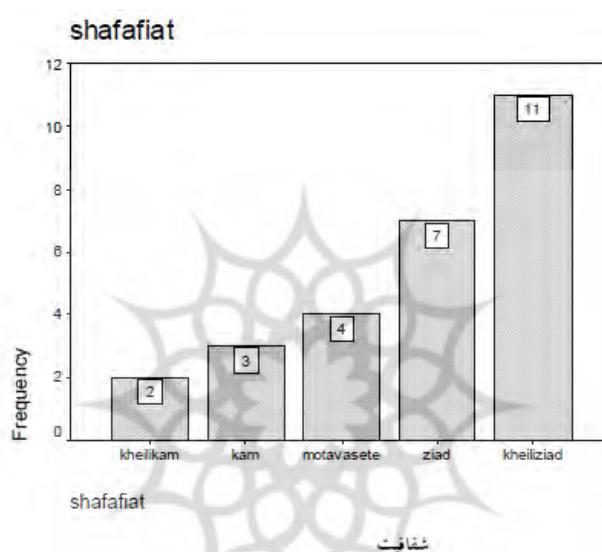 shafafiat
12
10
8
6
4
2
0
Frequency
2
3
4
7
11
kheilikam kam motavasete ziad kheiliziad
shafafiat
شفافیت